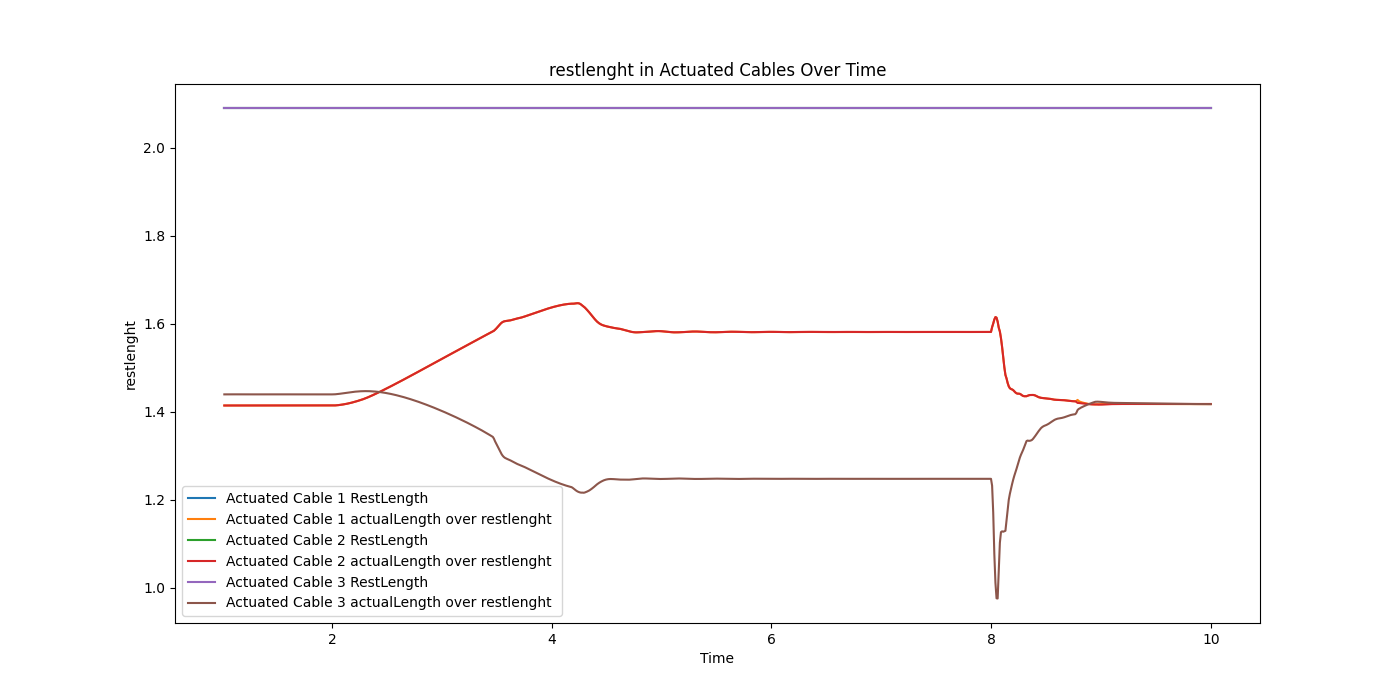 restlenght in Actuated Cables Over Time
restlenght
2.0
1.8
1.6
1.4
1.2
1.0
Actuated Cable 1 RestLength
Actuated Cable 1 actualLength over restlenght
Actuated Cable 2 RestLength
Actuated Cable 2 actualLength over restlenght
Actuated Cable 3 RestLength
Actuated Cable 3 actualLength over restlenght
2 4 6 8 10
Time